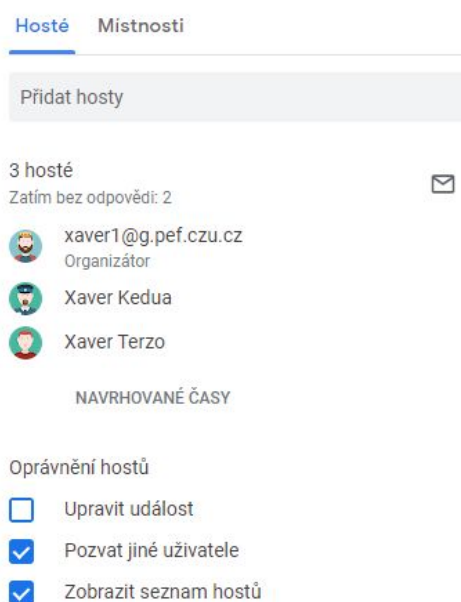 Hosté Místnosti
Přidat hosty
3 hosté
Zatím bez odpovědi: 2
xaver1@g.pef.czu.cz
Organizátor
Xaver Kedua
Xaver Terzo
NAVRHOVANÉ ČASY
Oprávnění hostů
Upravit událost
Pozvat jiné uživatele
Zobrazit seznam hostů